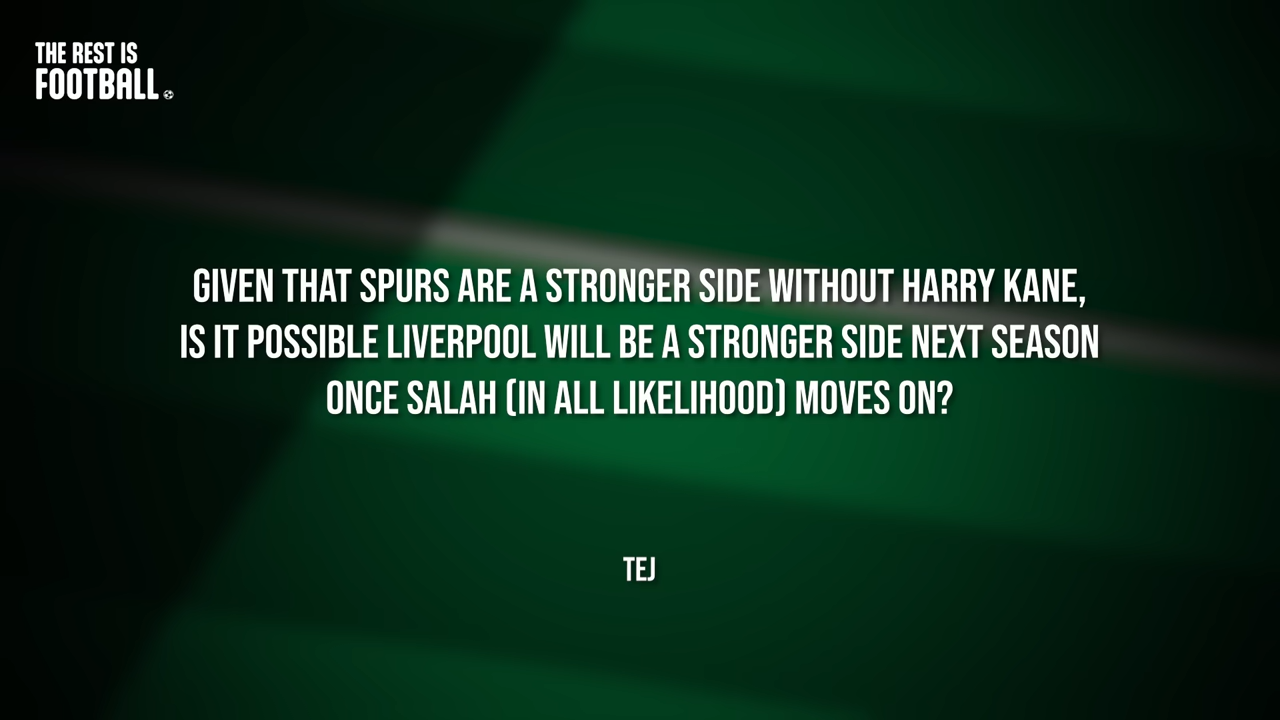 THE REST IS
FOOTBALL
GIVEN THAT SPURS ARE A STRONGER SIDE WITHOUT HARRY KANE,
IS IT POSSIBLE LIVERPOOL WILL BE A STRONGER SIDE NEXT SEASON
ONCE SALAH (IN ALL LIKELIHOOD) MOVES ON?
TEJ